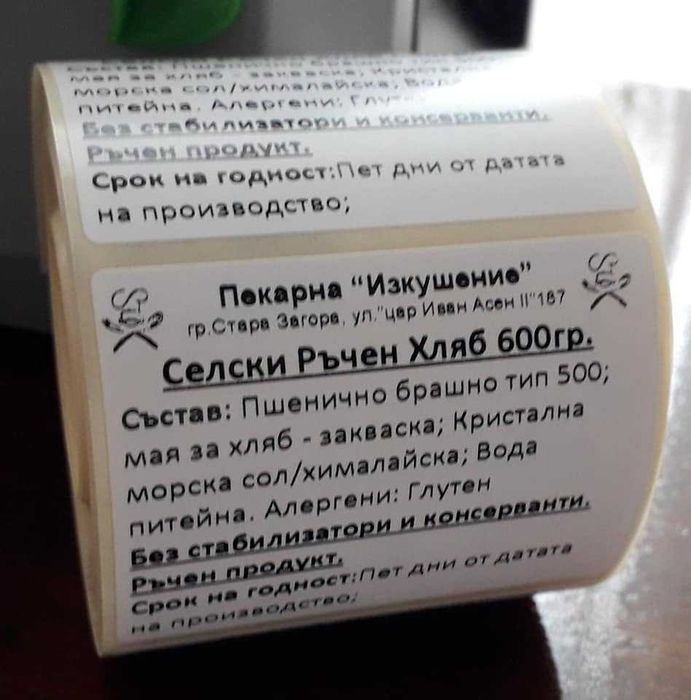 мая за хляб - закваска; Кристална
морска сол/хималайска; Вода
питейна. Алергени: Глутен
Без стабилизатори и консерванти.
Ръчен продукт.
Срок на годност:Пет дни от датата
на производство;
Пекарна "Изкушение"
гр.Стара Загора, ул."цар Иван Асен II"187
Селски Ръчен Хляб 600гр.
Състав: Пшенично брашно тип 500;
мая за хляб - закваска; Кристална
морска сол/хималайска; Вода
питейна. Алергени: Глутен
Без стабилизатори и консерванти.
Ръчен продукт.
Срок на годност:Пет дни от датата
на производство;